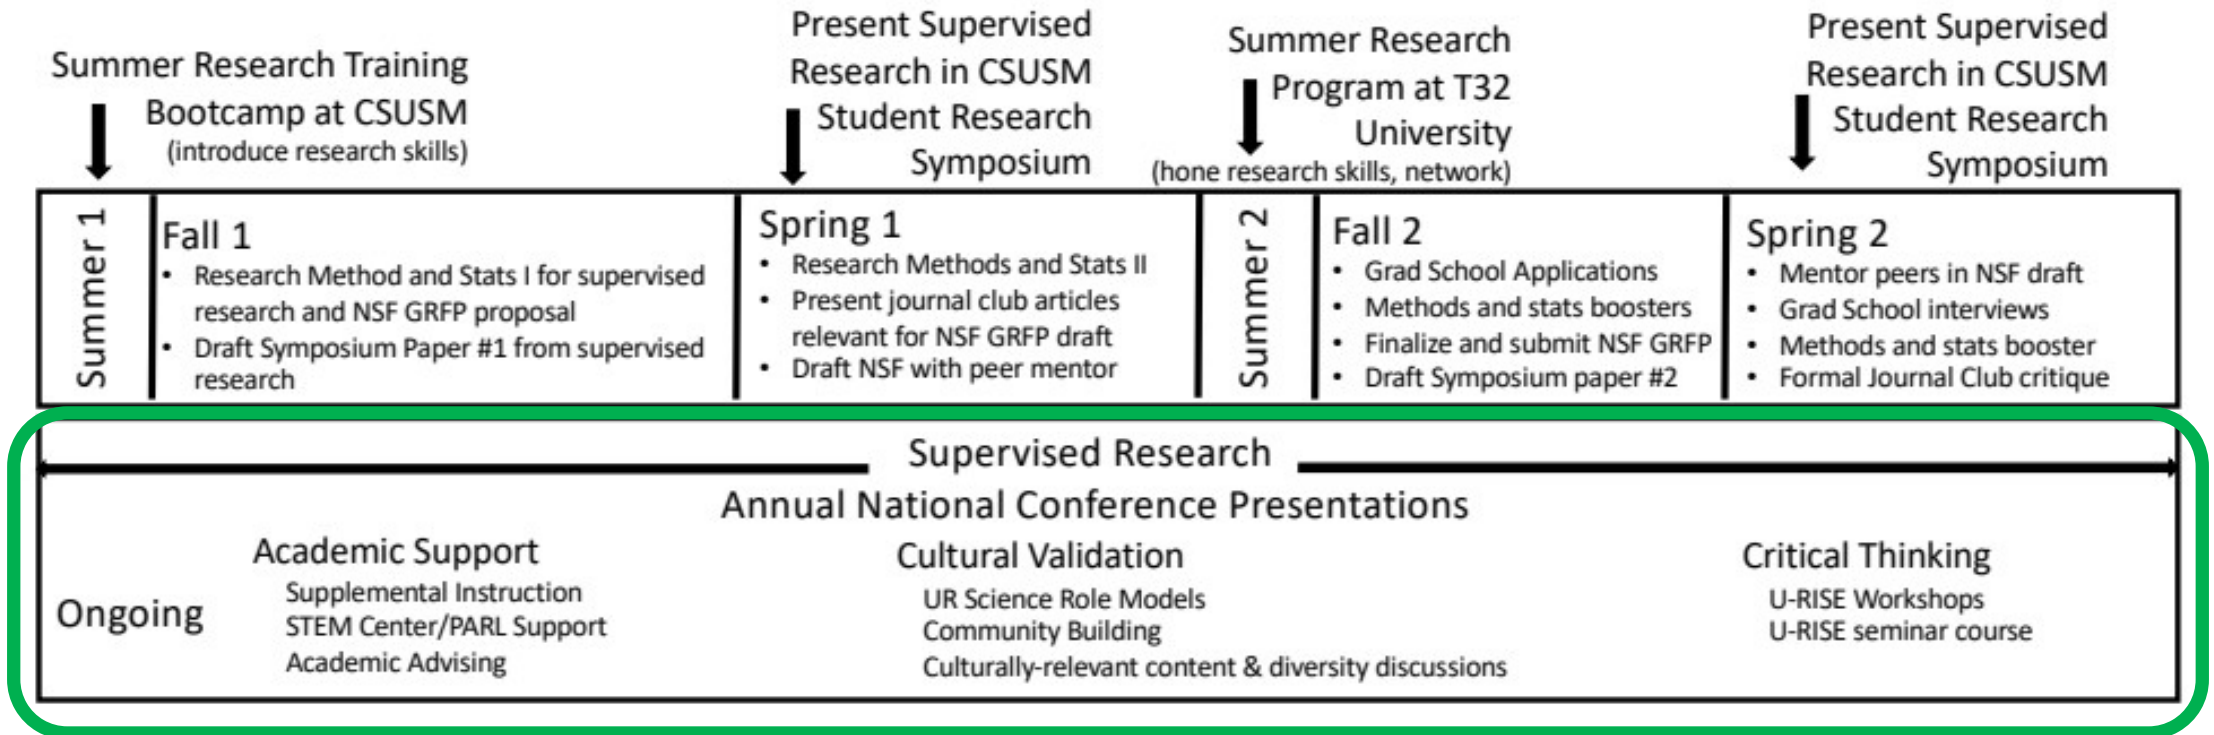 Summer Research Training
Bootcamp at CSUSM
(introduce research skills)
Present Supervised
Research in CSUSM
Student Research
Symposium
Summer Research
Program at T32
University
(hone research skills, network)
Present Supervised
Research in CSUSM
Student Research
Symposium
Summer 1
Fall 1
• Research Method and Stats I for supervised
research and NSF GRFP proposal
• Draft Symposium Paper #1 from supervised
research
Spring 1
• Research Methods and Stats II
• Present journal club articles
relevant for NSF GRFP draft
• Draft NSF with peer mentor
Summer 2
Fall 2
• Grad School Applications
• Methods and stats boosters
• Finalize and submit NSF GRFP
• Draft Symposium paper #2
Spring 2
• Mentor peers in NSF draft
• Grad School interviews
• Methods and stats booster
• Formal Journal Club critique
Supervised Research
Annual National Conference Presentations
Ongoing
Academic Support
Supplemental Instruction
STEM Center/PARL Support
Academic Advising
Cultural Validation
UR Science Role Models
Community Building
Culturally-relevant content & diversity discussions
Critical Thinking
U-RISE Workshops
U-RISE seminar course